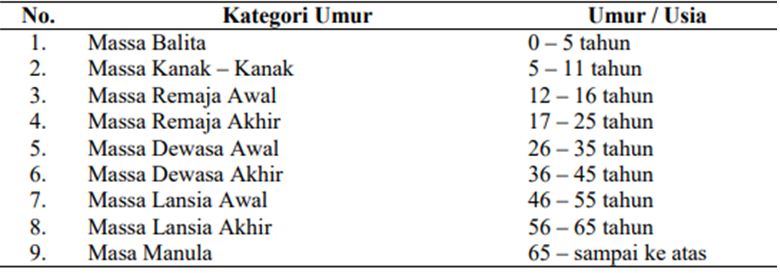 No. Kategori Umur Umur / Usia
1. Massa Balita 0 – 5 tahun
2. Massa Kanak – Kanak 5 – 11 tahun
3. Massa Remaja Awal 12 – 16 tahun
4. Massa Remaja Akhir 17 – 25 tahun
5. Massa Dewasa Awal 26 – 35 tahun
6. Massa Dewasa Akhir 36 – 45 tahun
7. Massa Lansia Awal 46 – 55 tahun
8. Massa Lansia Akhir 56 – 65 tahun
9. Masa Manula 65 – sampai ke atas